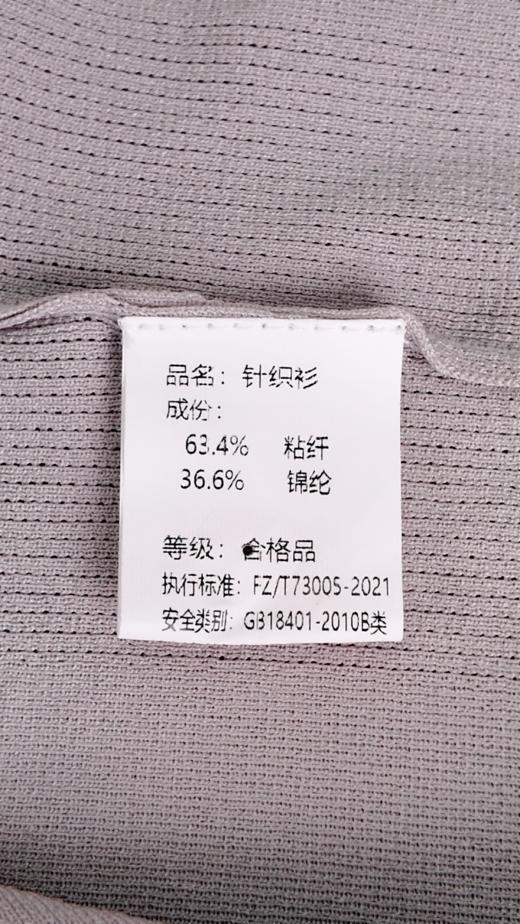 品名：针织衫
成份：
63.4% 粘纤
36.6% 锦纶
等级：合格品
执行标准：FZ/T73005-2021
安全类别：GB18401-2010B类